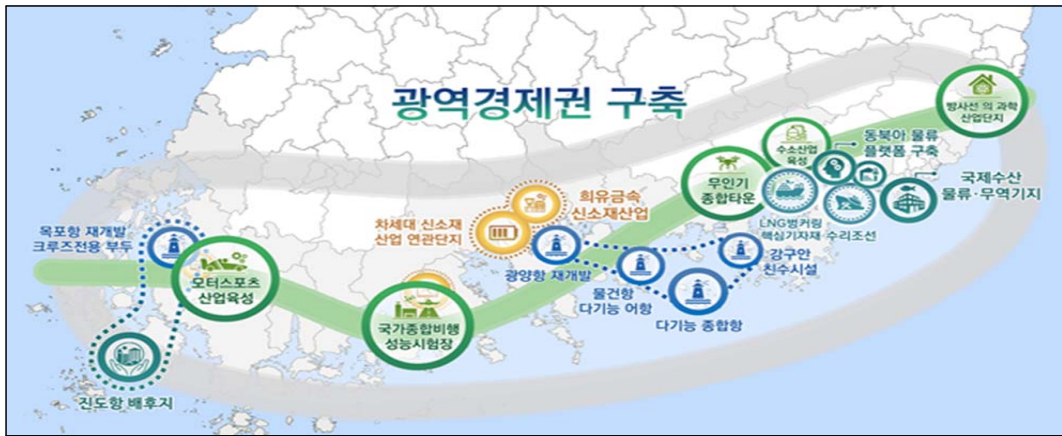 광역경제권 구축
방사선 의 과학
산업단지
수소산업
육성
동북아 물류
플랫폼 구축
무인기
종합타운
국제수산
물류·무역기지
LNG벙커링
핵심기자재
수리조선
희유금속
신소재산업
차세대 신소재
산업 연관단지
목포항 재개발
크루즈전용 부두
광양항 재개발
강구안
친수시설
모터스포츠
산업육성
물건항
다기능 어항
다기능 종합항
국가종합비행
성능시험장
진도항 배후지